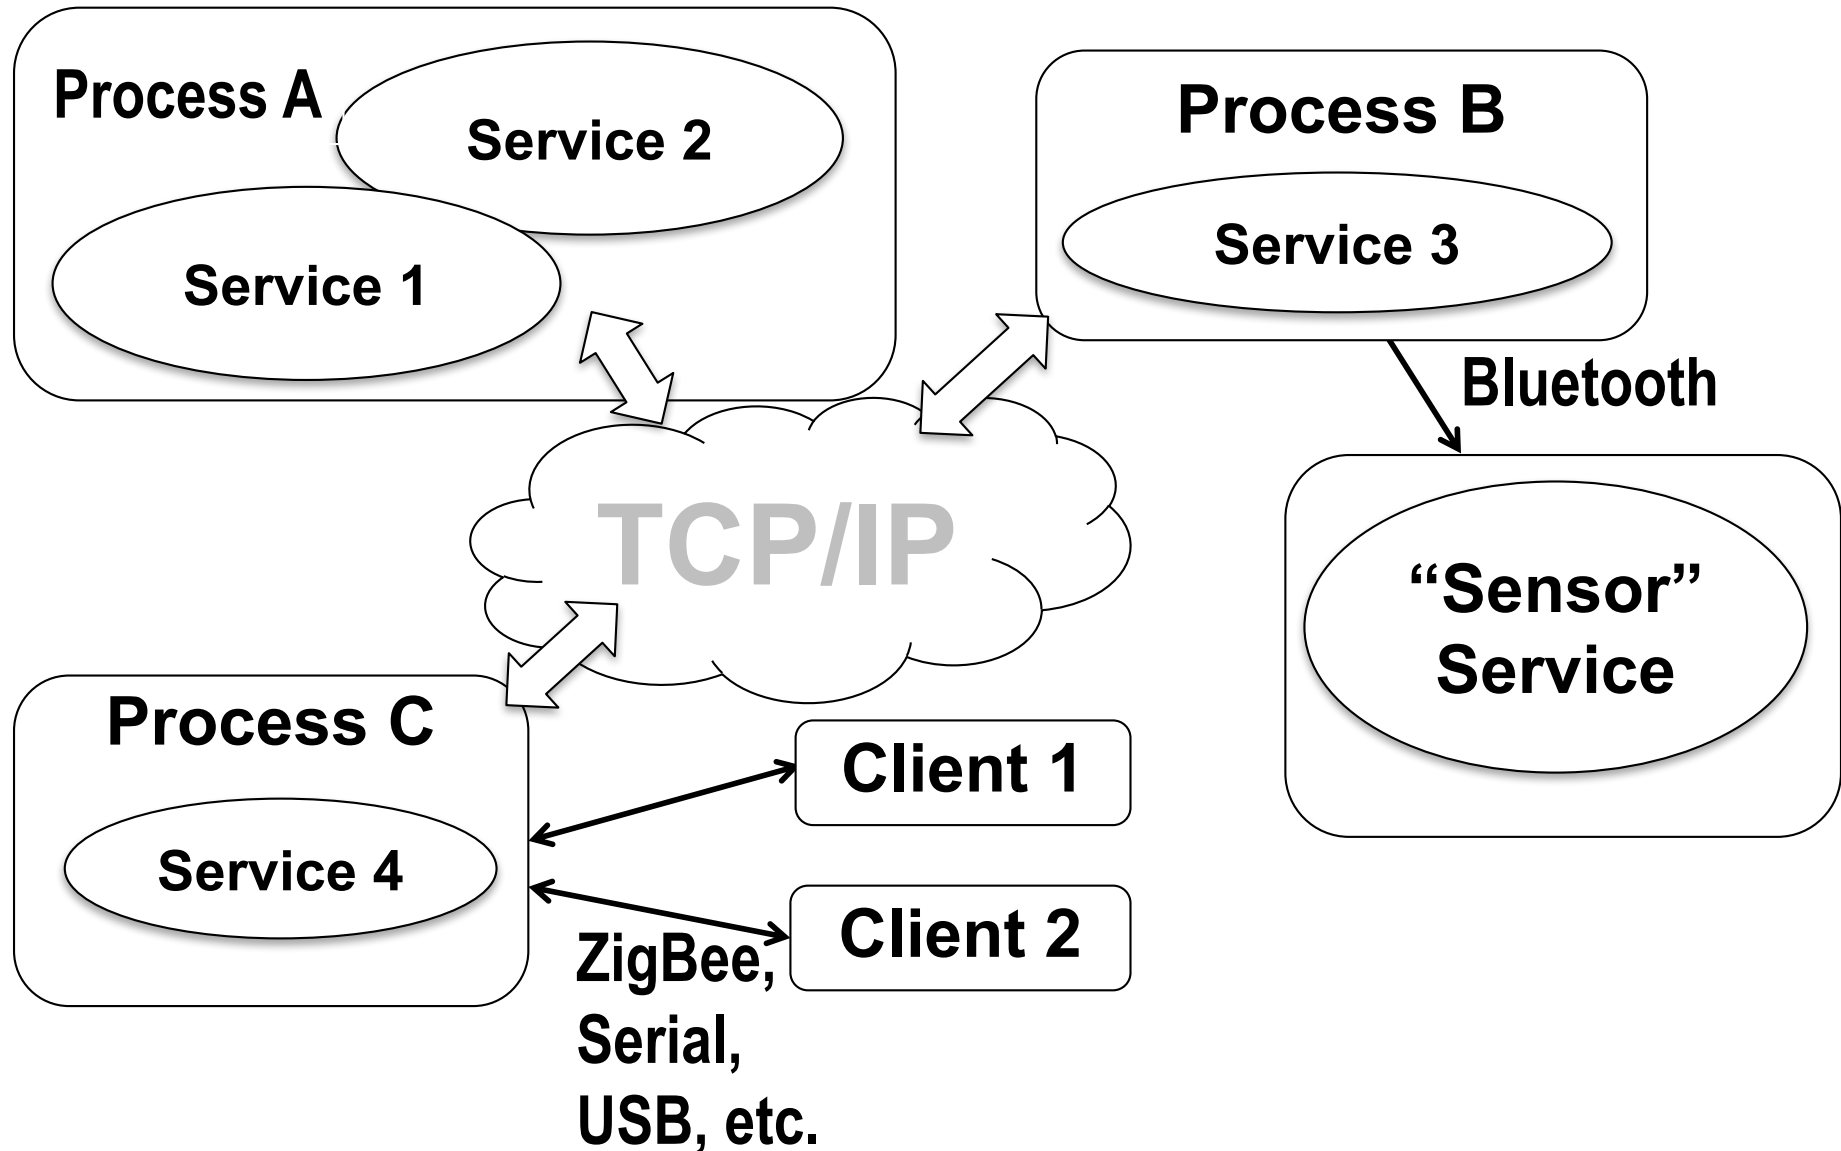 Process A
Service 2
Service 1
Process B
Service 3
Bluetooth
TCP/IP
“Sensor”
Service
Process C
Service 4
Client 1
Client 2
ZigBee,
Serial,
USB, etc.